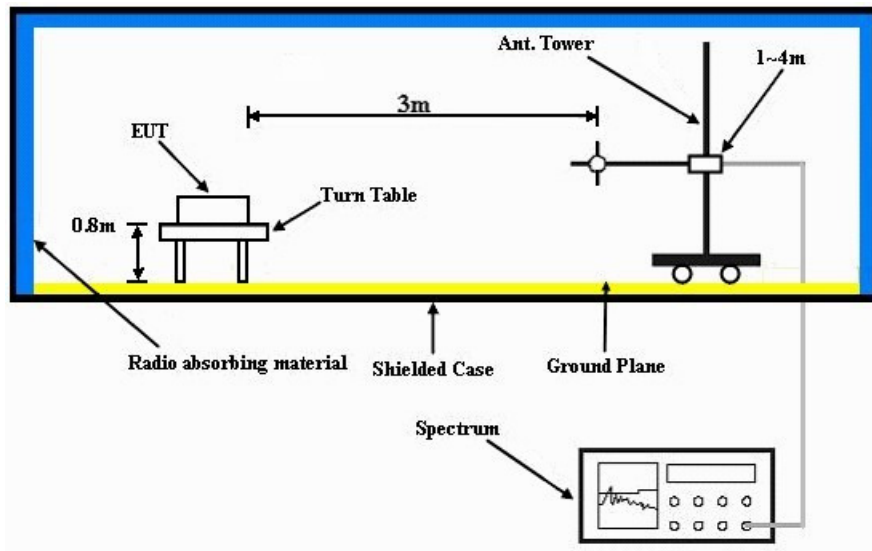 Ant. Tower
1~4m
3m
EUT
Turn Table
0.8m
Radio absorbing material
Shielded Case
Ground Plane
Spectrum